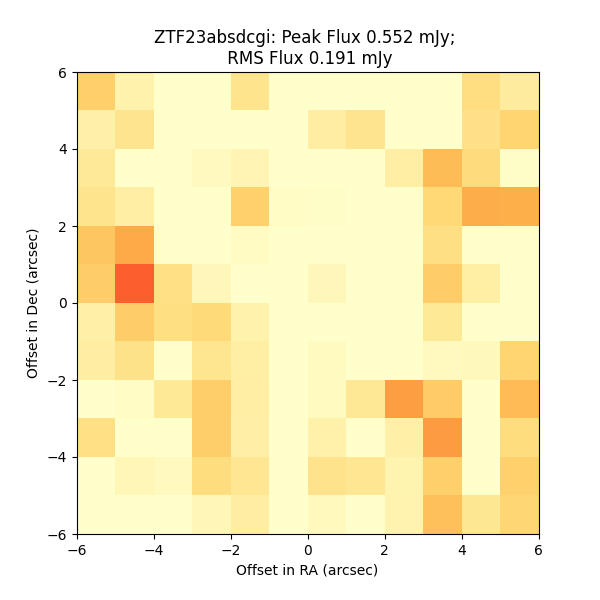 ZTF23absdcgi: Peak Flux 0.552 mJy;
RMS Flux 0.191 mJy
6
4
2
0
−2
−4
−6
Offset in Dec (arcsec)
−6 −4 −2 0 2 4 6
Offset in RA (arcsec)